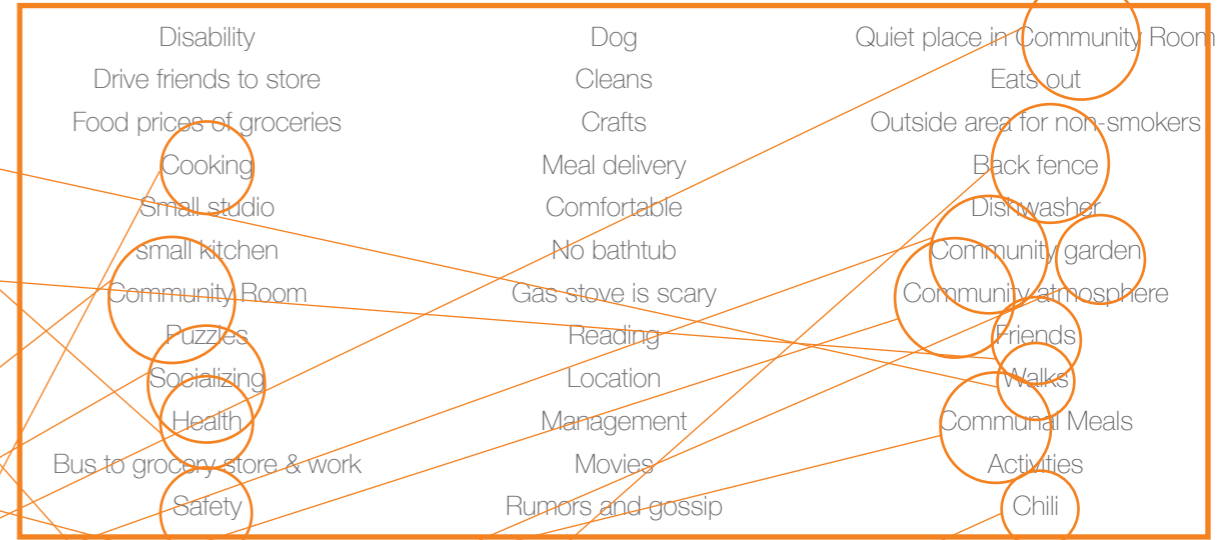 Disability
Drive friends to store
Food prices of groceries
Cooking
Small studio
small kitchen
Community Room
Puzzles
Socializing
Health
Bus to grocery store & work
Safety
Dog
Cleans
Crafts
Meal delivery
Comfortable
No bathtub
Gas stove is scary
Reading
Location
Management
Movies
Rumors and gossip
Quiet place in Community Room
Eats out
Outside area for non-smokers
Back fence
Dishwasher
Community garden
Community atmosphere
Friends
Walks
Communal Meals
Activities
Chili